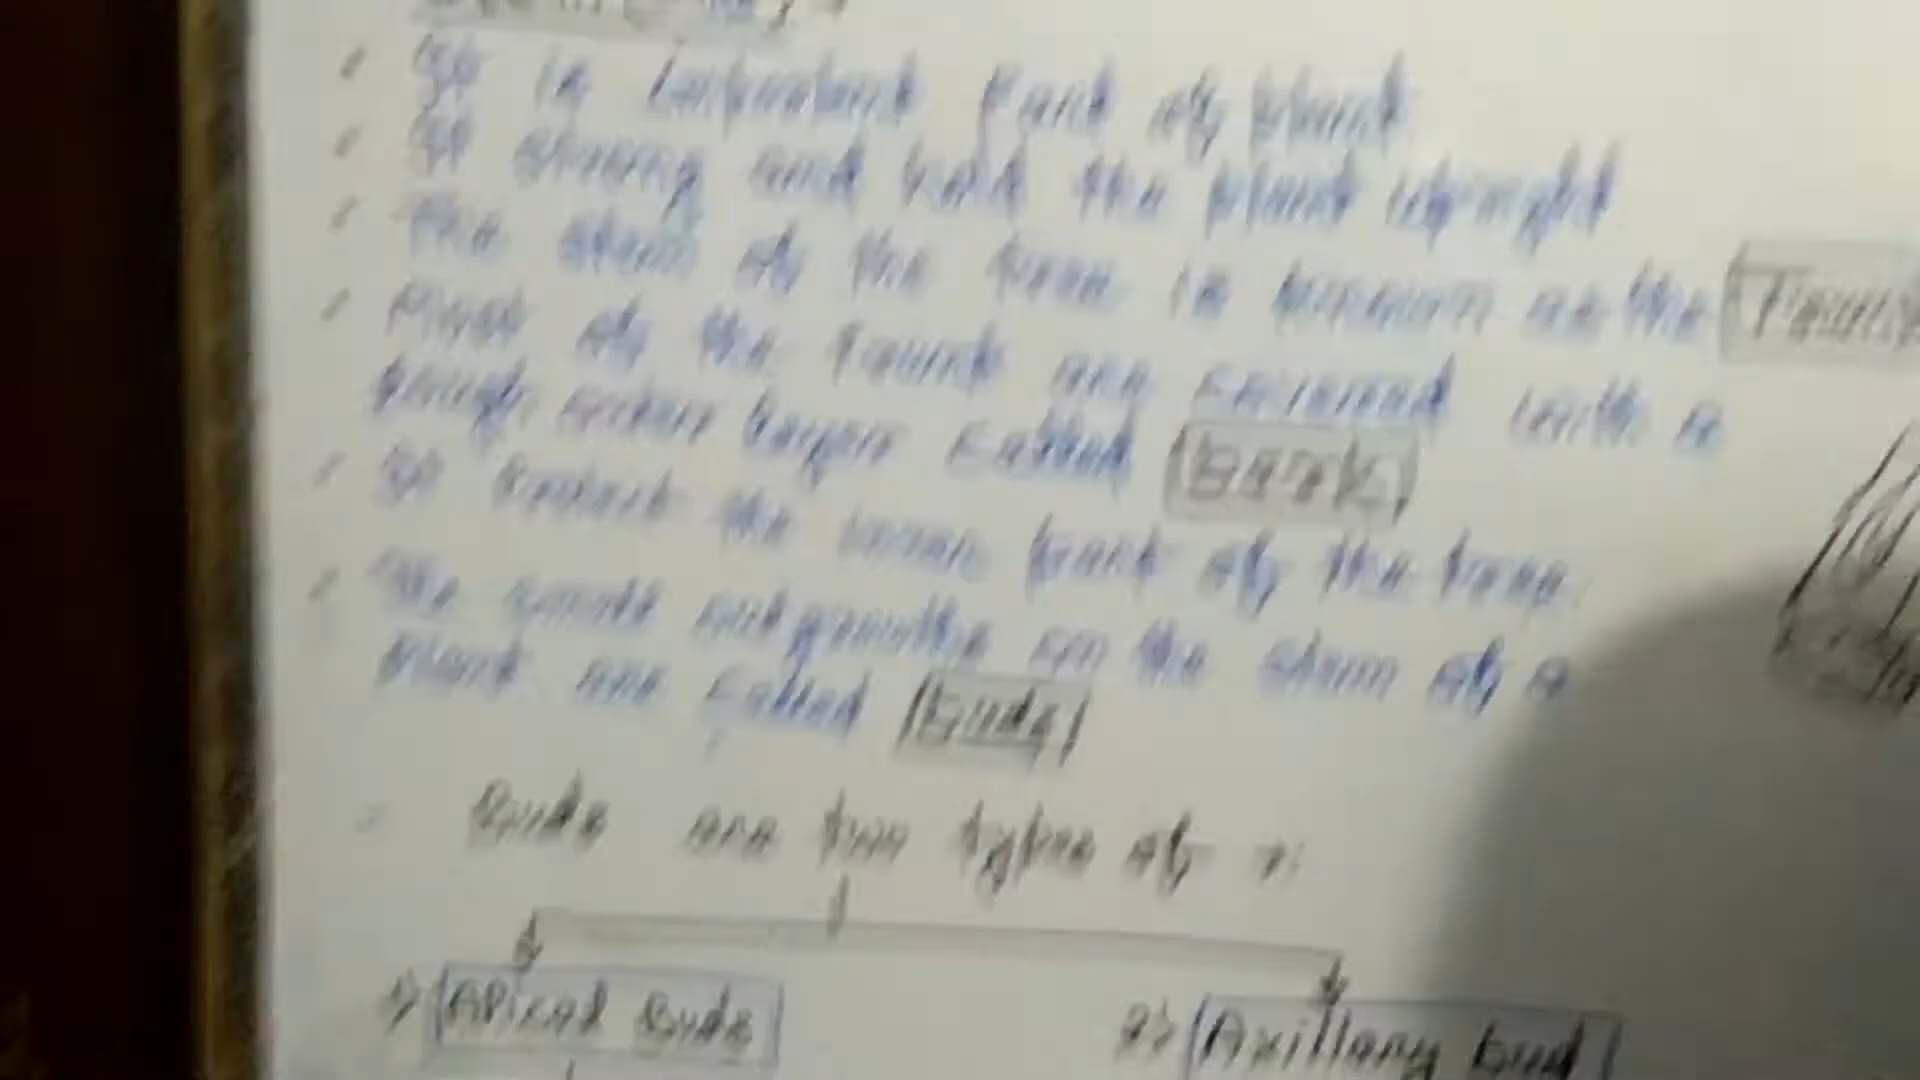 It is Important Part of plant
It strong and hold the plant upright
The stem of the tree is known as the
Most of the Trunk are covered with a
tough outer layer called Bark
It Protect the inner part of the tree.
The small outgrowths on the stem of a
plant are called Buds
Buds are two types of :
1) Apical Buds 2) Axillary bud